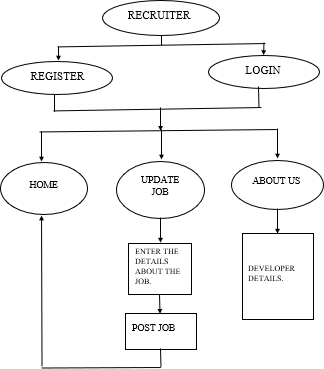 RECRUITER
REGISTER
LOGIN
HOME
UPDATE
JOB
ABOUT US
ENTER THE
DETAILS
ABOUT THE
JOB.
DEVELOPER
DETAILS.
POST JOB